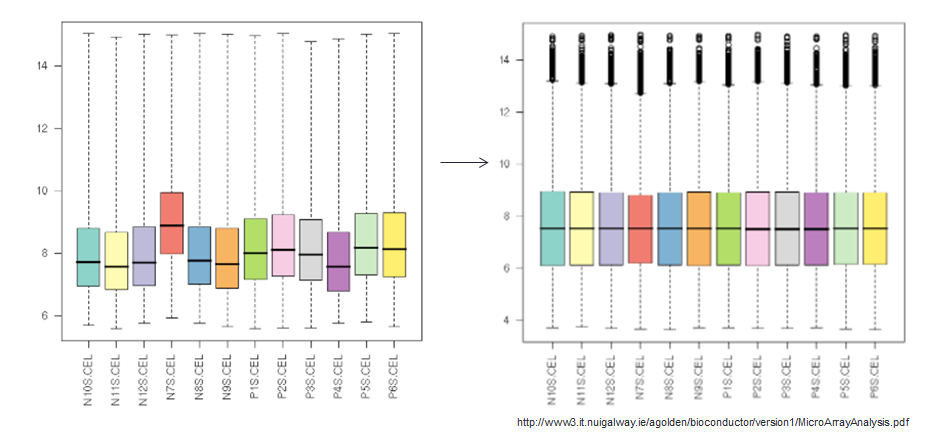 14
12
10
8
6
N10S.CEL
N11S.CEL
N12S.CEL
N7S.CEL
N8S.CEL
N9S.CEL
P1S.CEL
P2S.CEL
P3S.CEL
P4S.CEL
P5S.CEL
P6S.CEL
14
12
10
8
6
4
N10S.CEL
N11S.CEL
N12S.CEL
N7S.CEL
N8S.CEL
N9S.CEL
P1S.CEL
P2S.CEL
P3S.CEL
P4S.CEL
P5S.CEL
P6S.CEL
http://www3.it.nuigalway.ie/agolden/bioconductor/version1/MicroArrayAnalysis.pdf